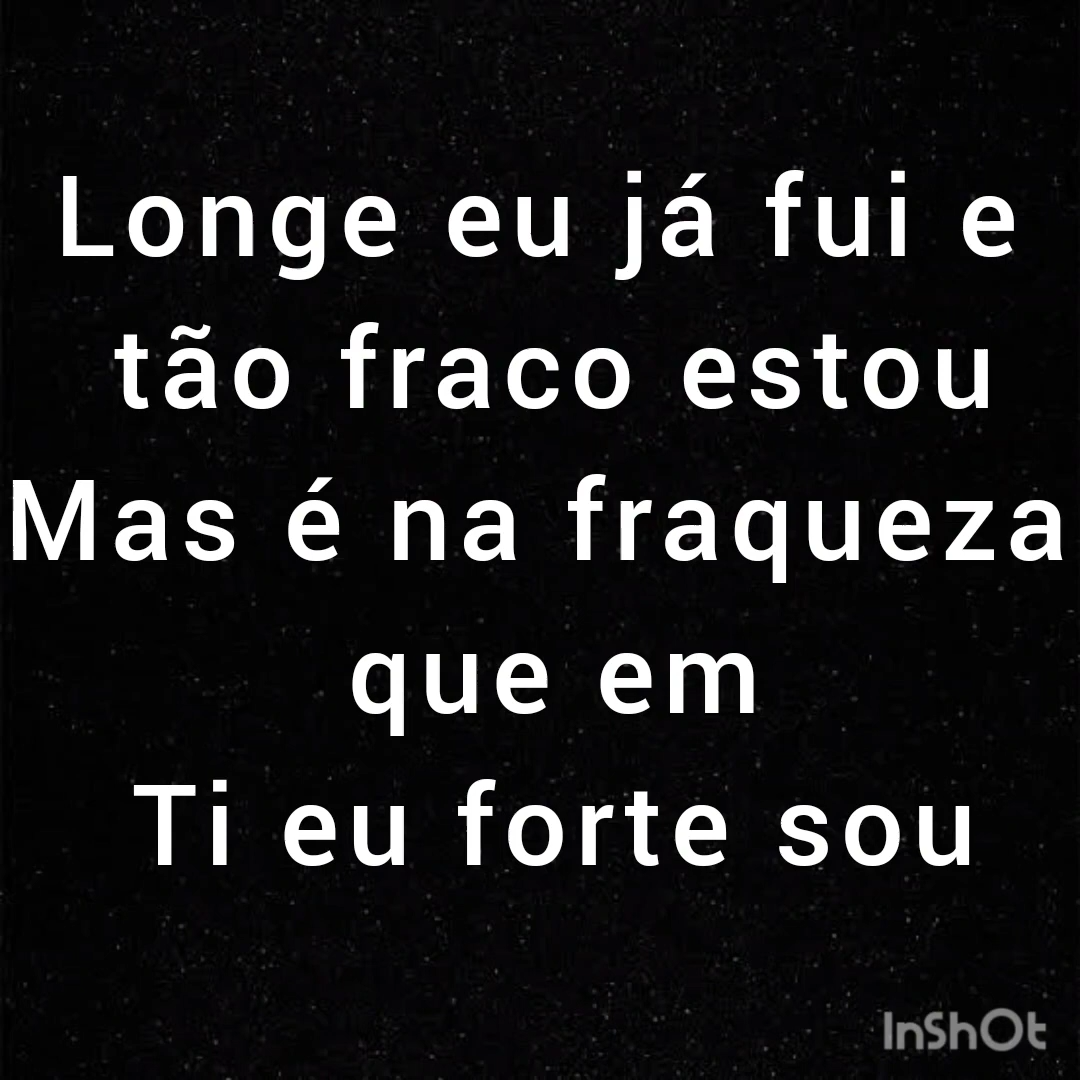 Longe eu já fui e
tão fraco estou
Mas é na fraqueza
que em
Ti eu forte sou
InShOt